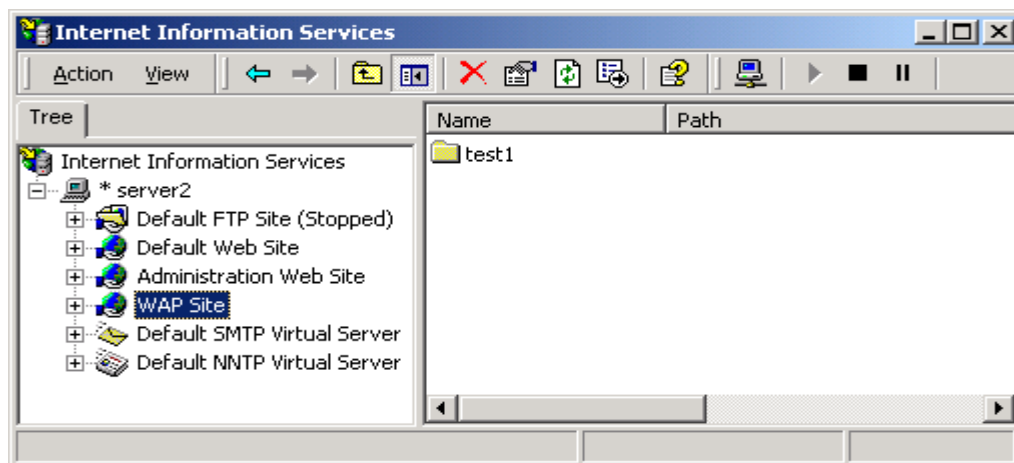 Internet Information Services
Action View
Tree
Name Path
Internet Information Services
* server2
Default FTP Site (Stopped)
Default Web Site
Administration Web Site
WAP Site
Default SMTP Virtual Server
Default NNTP Virtual Server
test1